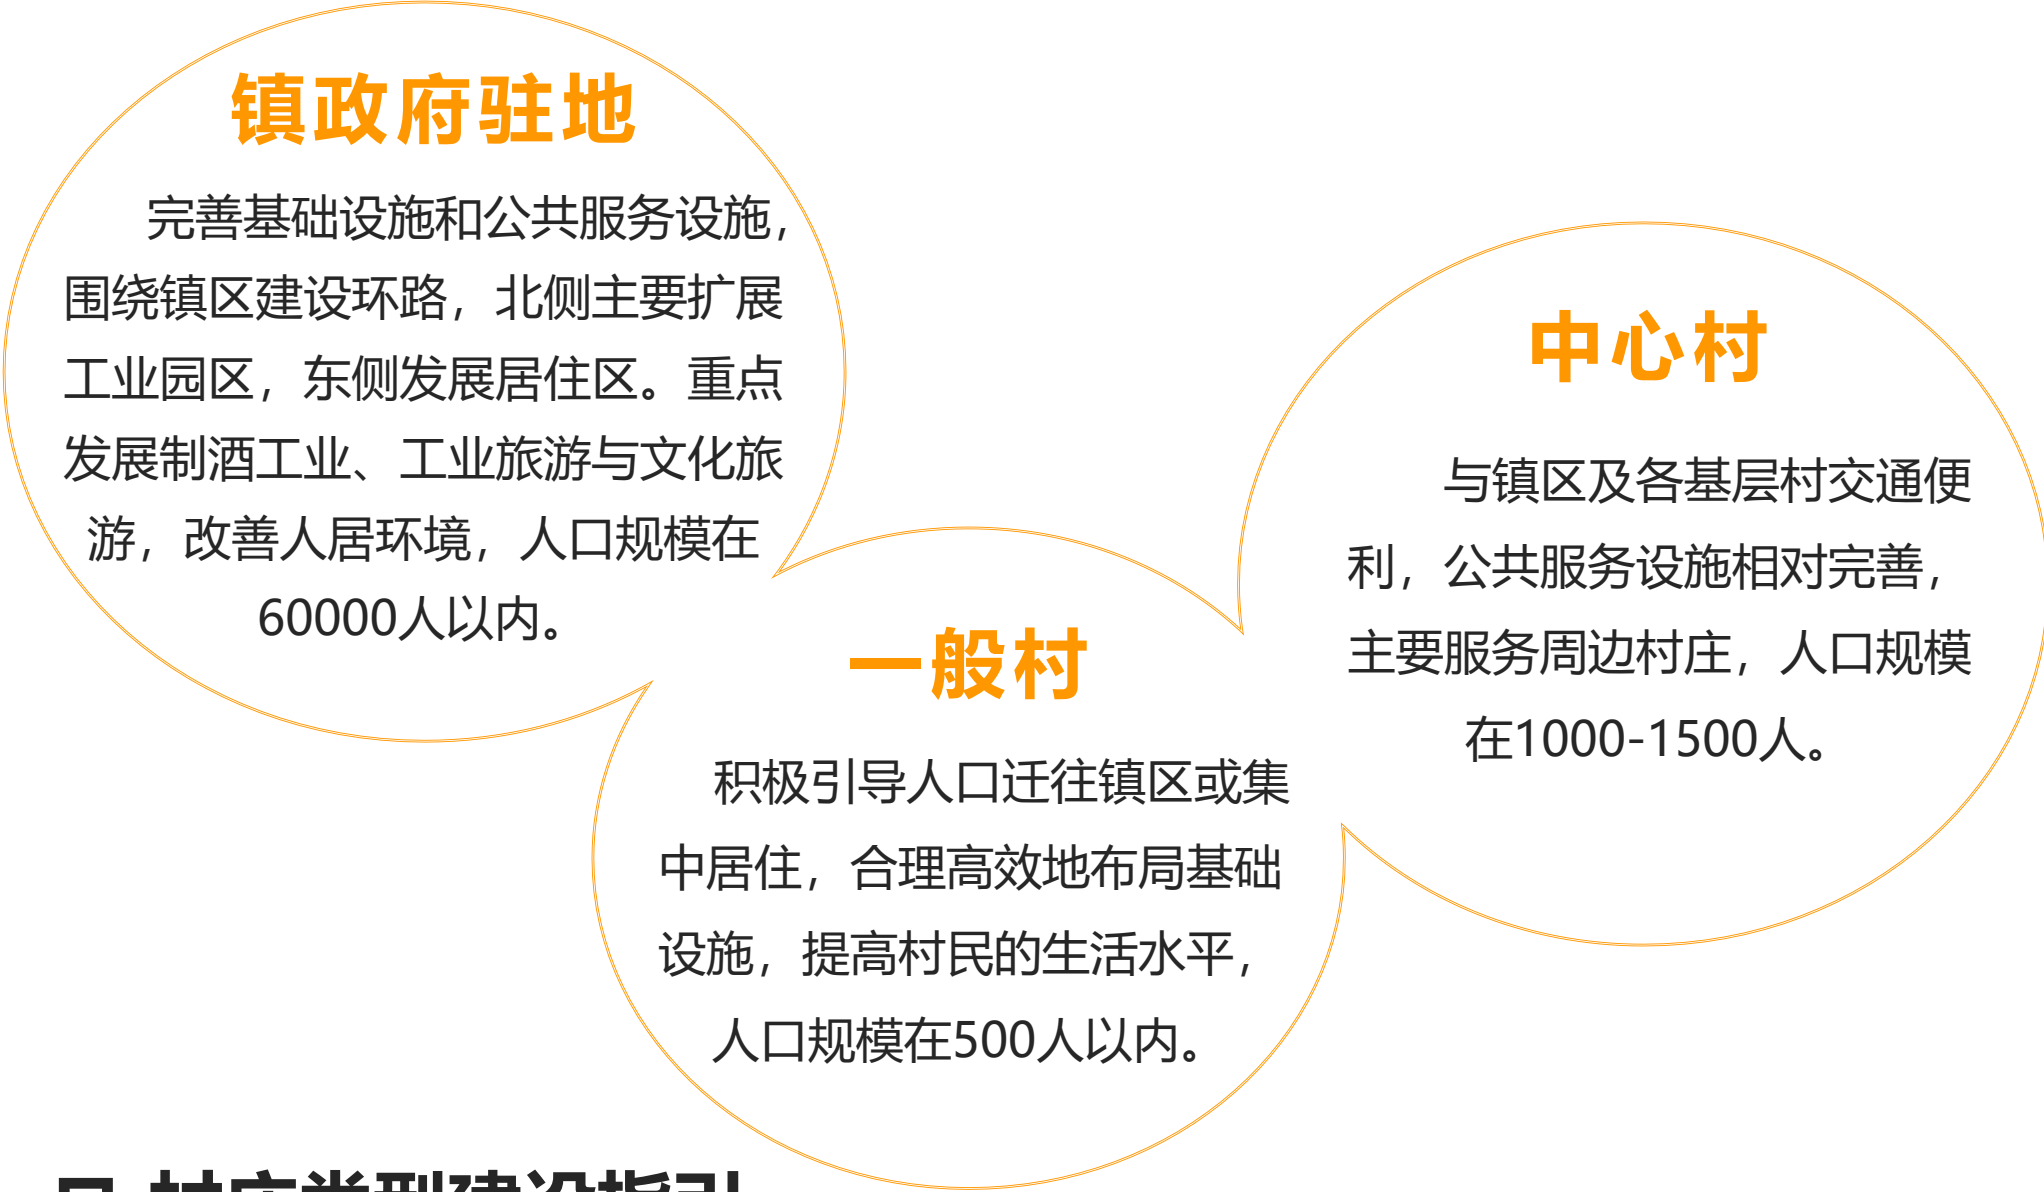 镇政府驻地
完善基础设施和公共服务设施，
围绕镇区建设环路，北侧主要扩展
工业园区，东侧发展居住区。重点
发展制酒工业、工业旅游与文化旅
游，改善人居环境，人口规模在
60000人以内。
中心村
与镇区及各基层村交通便
利，公共服务设施相对完善，
主要服务周边村庄，人口规模
在1000-1500人。
一般村
积极引导人口迁往镇区或集
中居住，合理高效地布局基础
设施，提高村民的生活水平，
人口规模在500人以内。
村庄类型建设指引